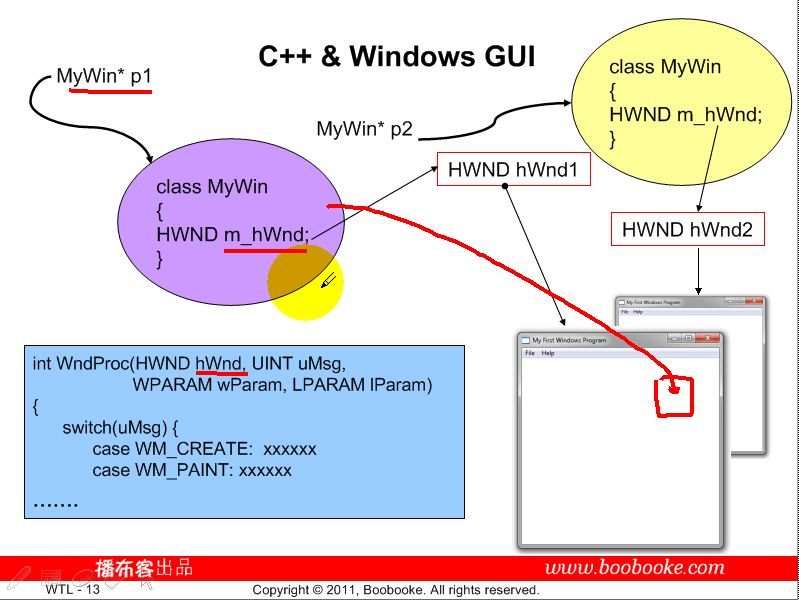 C++ & Windows GUI
MyWin* p1
MyWin* p2
class MyWin
{
HWND m_hWnd;
}
class MyWin
{
HWND m_hWnd;
}
HWND hWnd1
HWND hWnd2
My First Windows Program
File Help
My First Windows Program
File Help
int WndProc(HWND hWnd, UINT uMsg,
WPARAM wParam, LPARAM lParam)
{
switch(uMsg) {
case WM_CREATE: xxxxxx
case WM_PAINT: xxxxxx
.......
播布客出品
www.boobooke.com
WTL - 13
Copyright © 2011, Boobooke. All rights reserved.